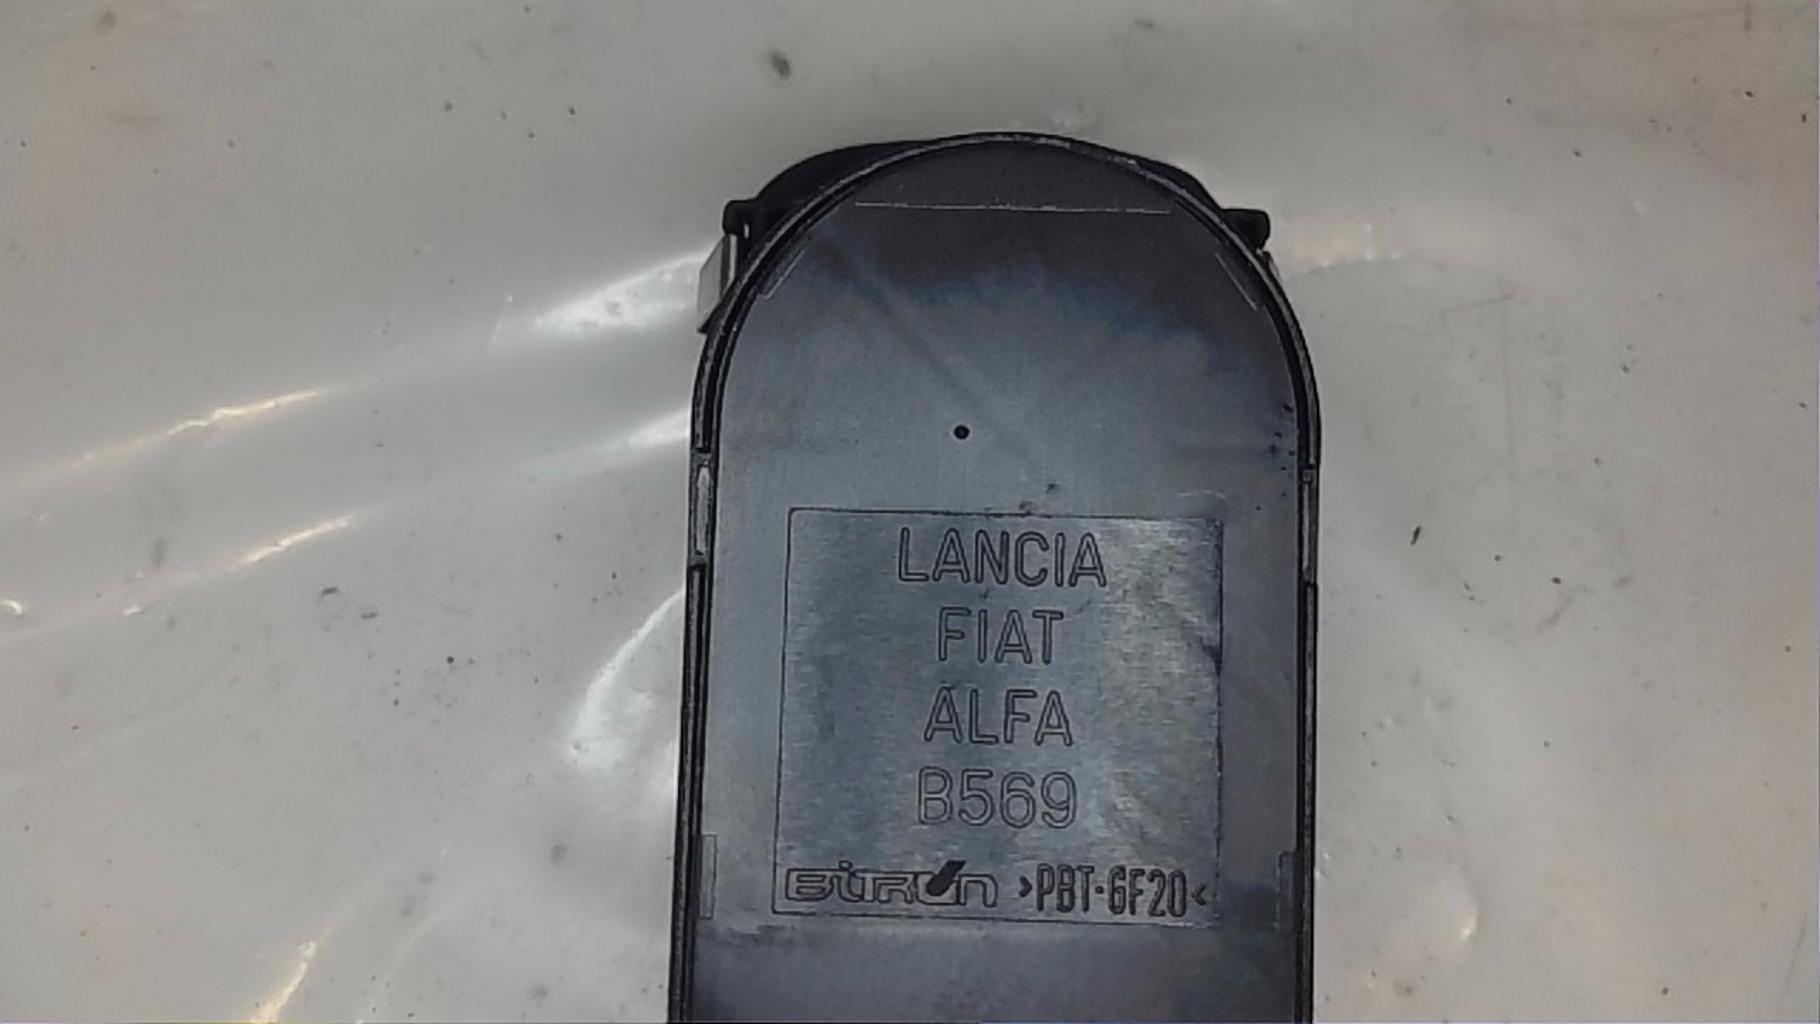 LANCIA
FIAT
ALFA
B569
>PBT-GF20<